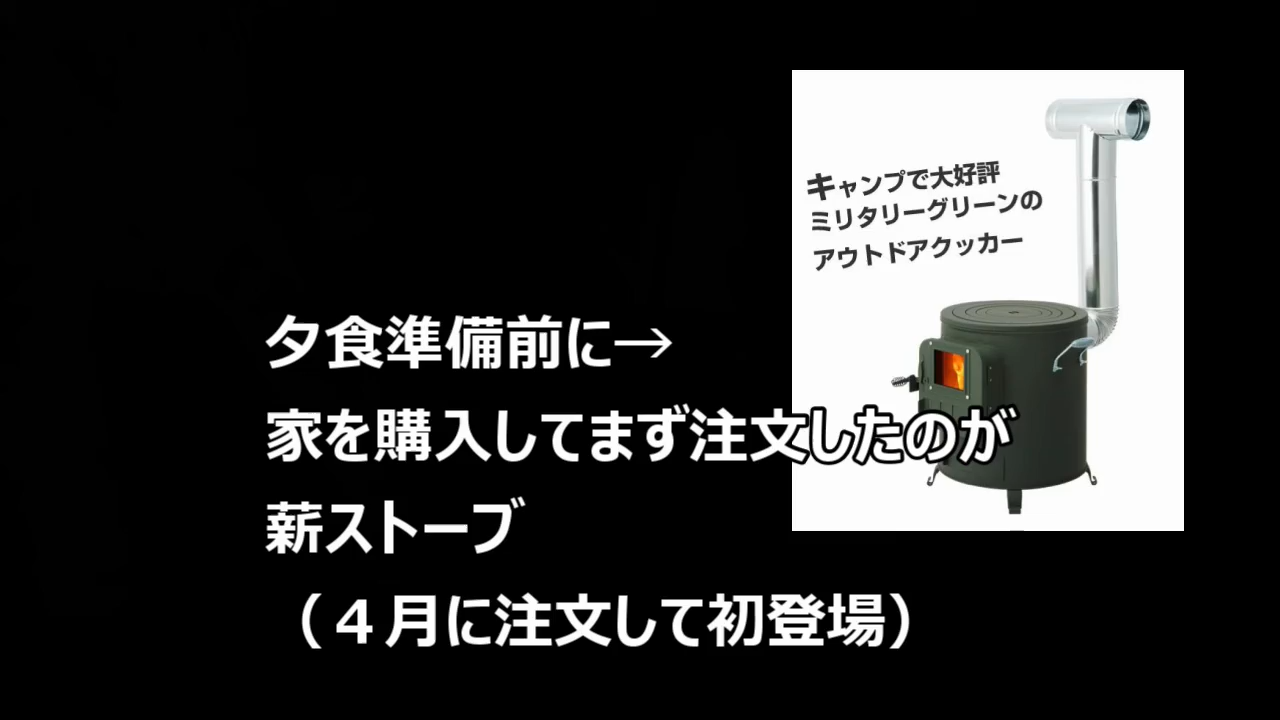 キャンプで大好評
ミリタリーグリーンの
アウトドアクッカー
夕食準備前に→
家を購入してまず注文したのが
薪ストーブ
（４月に注文して初登場）